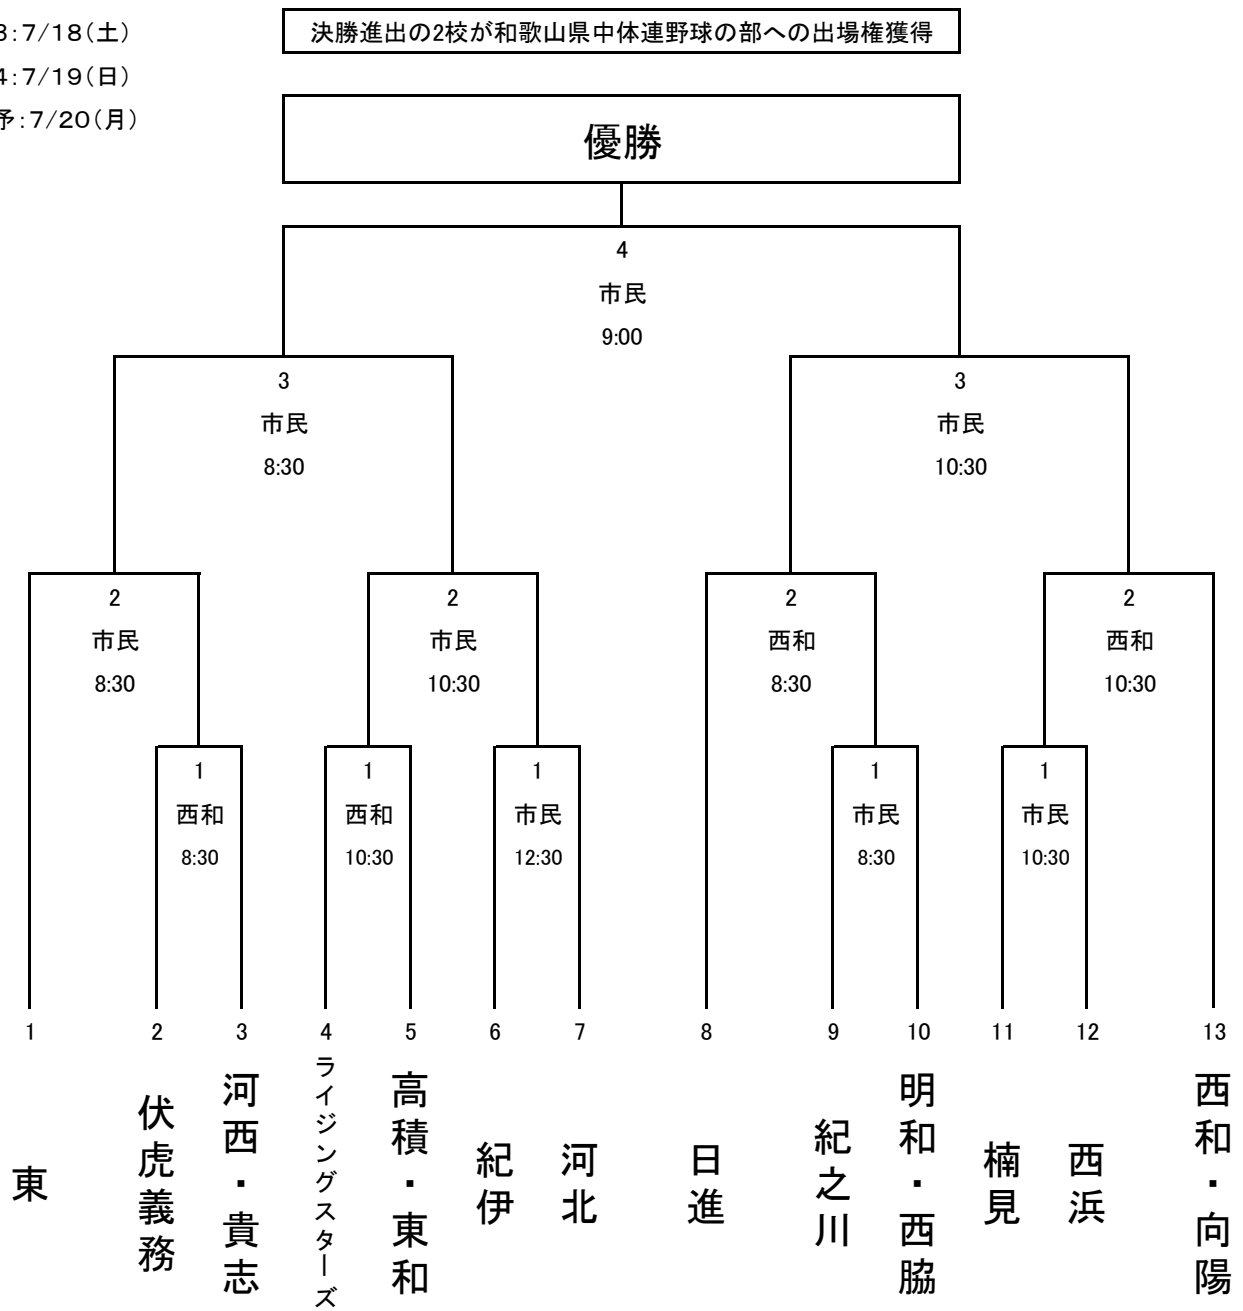 3:7/18(土)
決勝進出の2校が和歌山県中体連野球の部への出場権獲得
4:7/19(日)
予:7/20(月)
優勝
4
市民
9:00
3
市民
8:30
3
市民
10:30
2
市民
8:30
2
市民
10:30
2
西和
8:30
2
西和
10:30
1
西和
8:30
1
西和
10:30
1
市民
12:30
1
市民
8:30
1
市民
10:30
1
2
3
4
5
6
7
8
9
10
11
12
13
東
伏虎義務
河西・貴志
ライジングスターズ
高積・東和
紀伊
河北
日進
紀之川
明和・西脇
楠見
西浜
西和・向陽